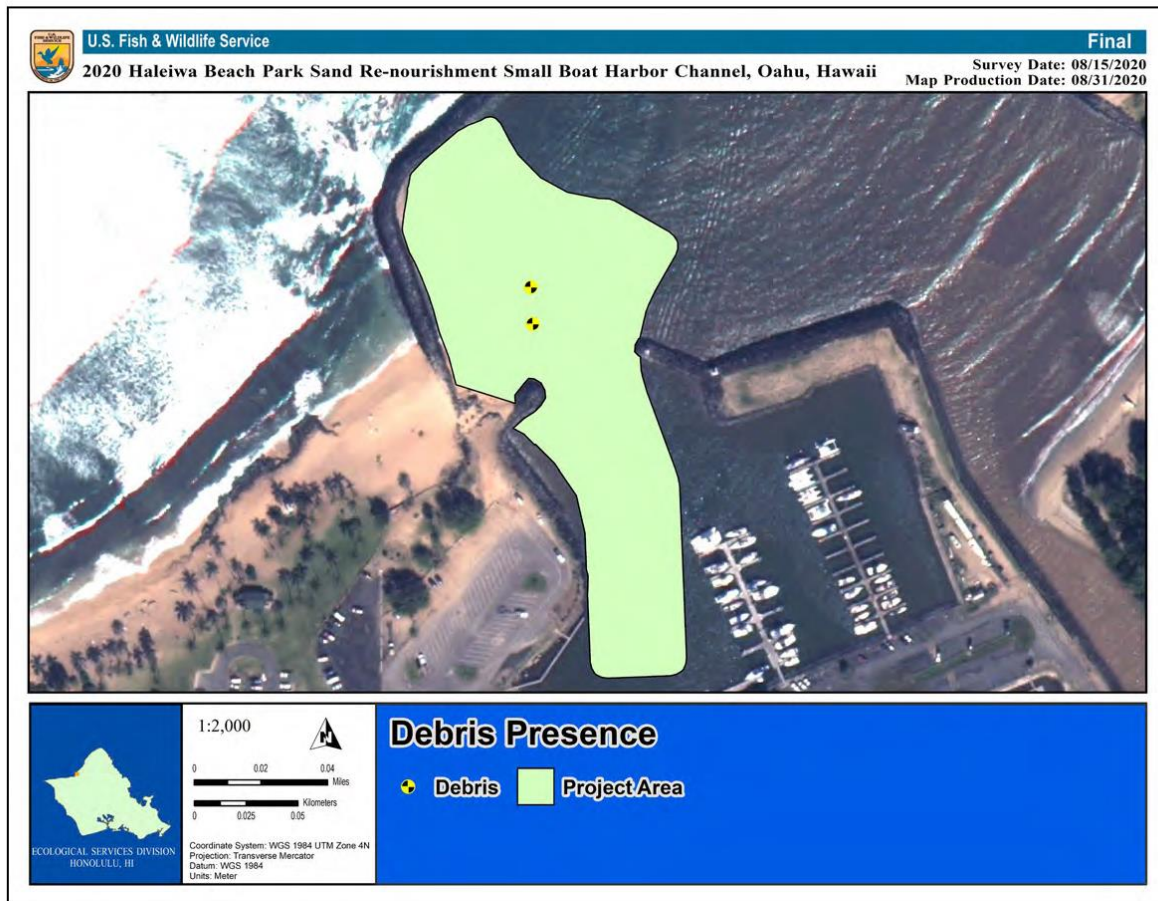 U.S. Fish & Wildlife Service
Final
2020 Haleiwa Beach Park Sand Re-nourishment Small Boat Harbor Channel, Oahu, Hawaii
Survey Date: 08/15/2020
Map Production Date: 08/31/2020
1:2,000
N
0 0.02 0.04
Miles
Kilometers
0 0.025 0.05
Coordinate System: WGS 1984 UTM Zone 4N
Projection: Transverse Mercator
Datum: WGS 1984
Units: Meter
ECOLOGICAL SERVICES DIVISION
HONOLULU, HI
Debris Presence
Debris
Project Area